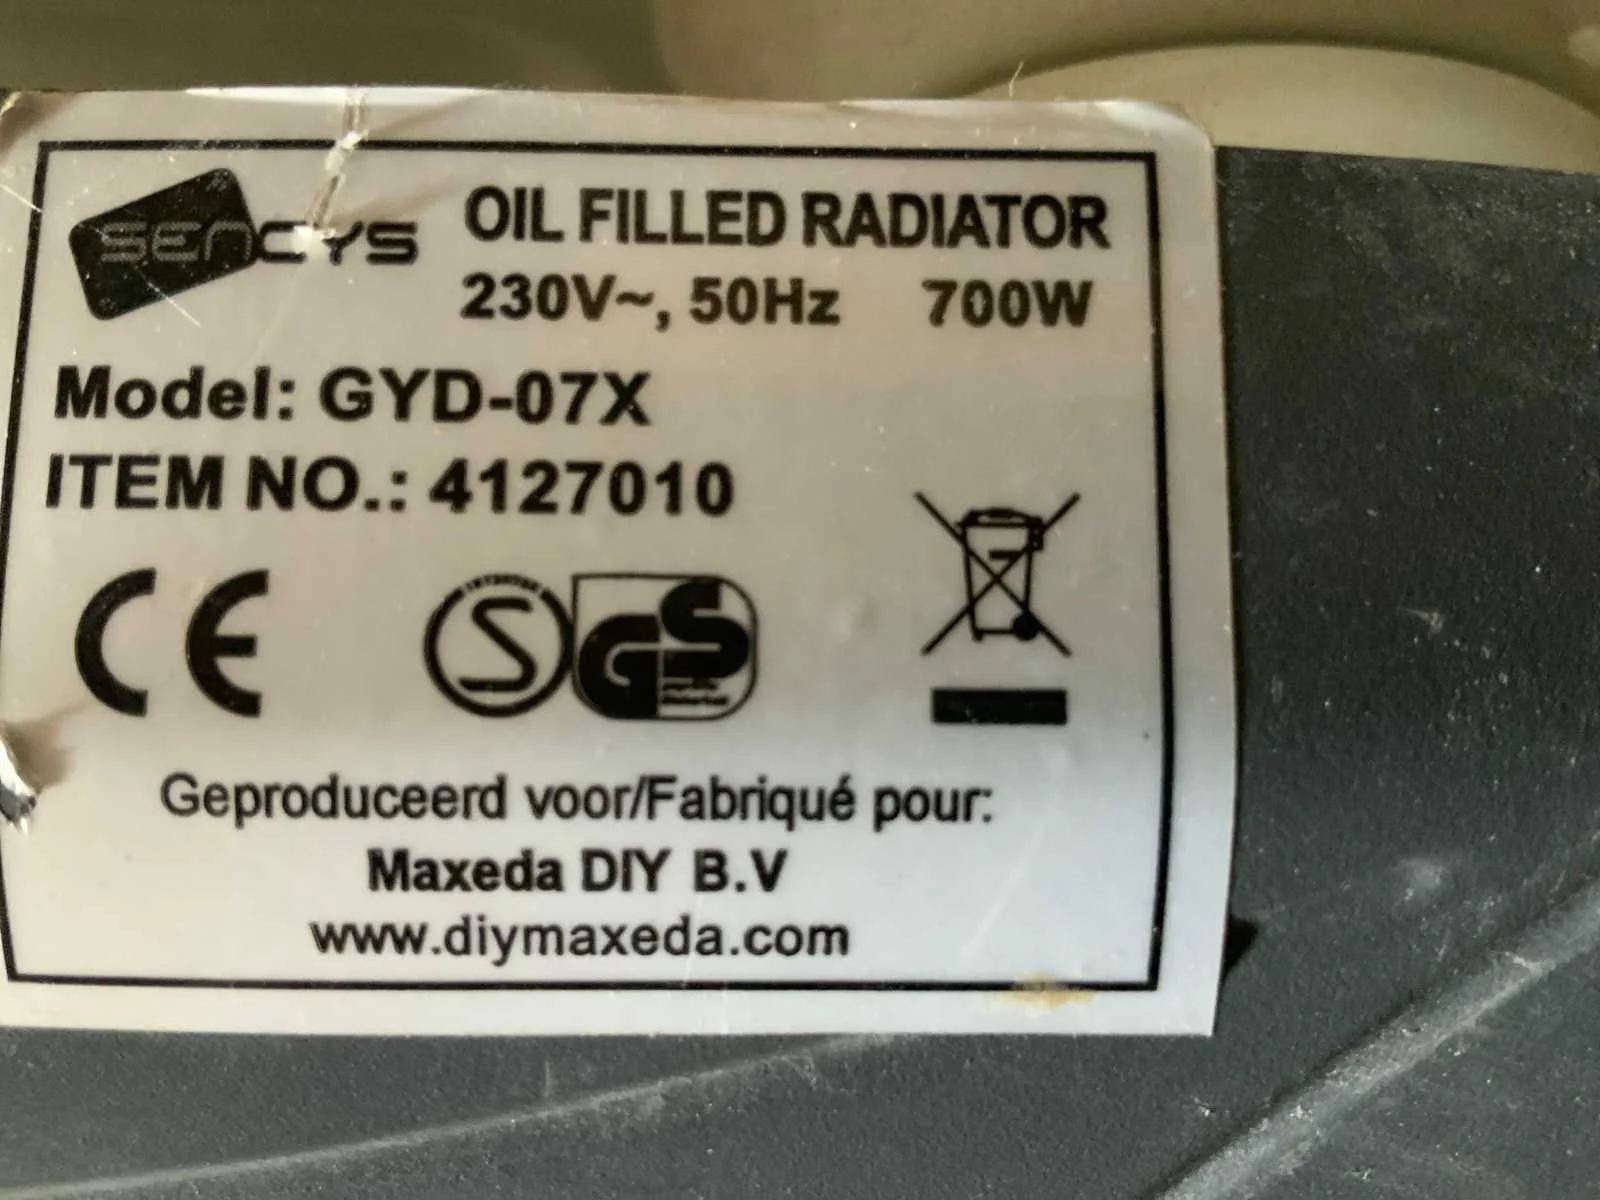 SENCYS
OIL FILLED RADIATOR
230V~, 50Hz 700W
Model: GYD-07X
ITEM NO.: 4127010
CE
S GS
Geproduceerd voor/Fabriqué pour:
Maxeda DIY B.V
www.diymaxeda.com